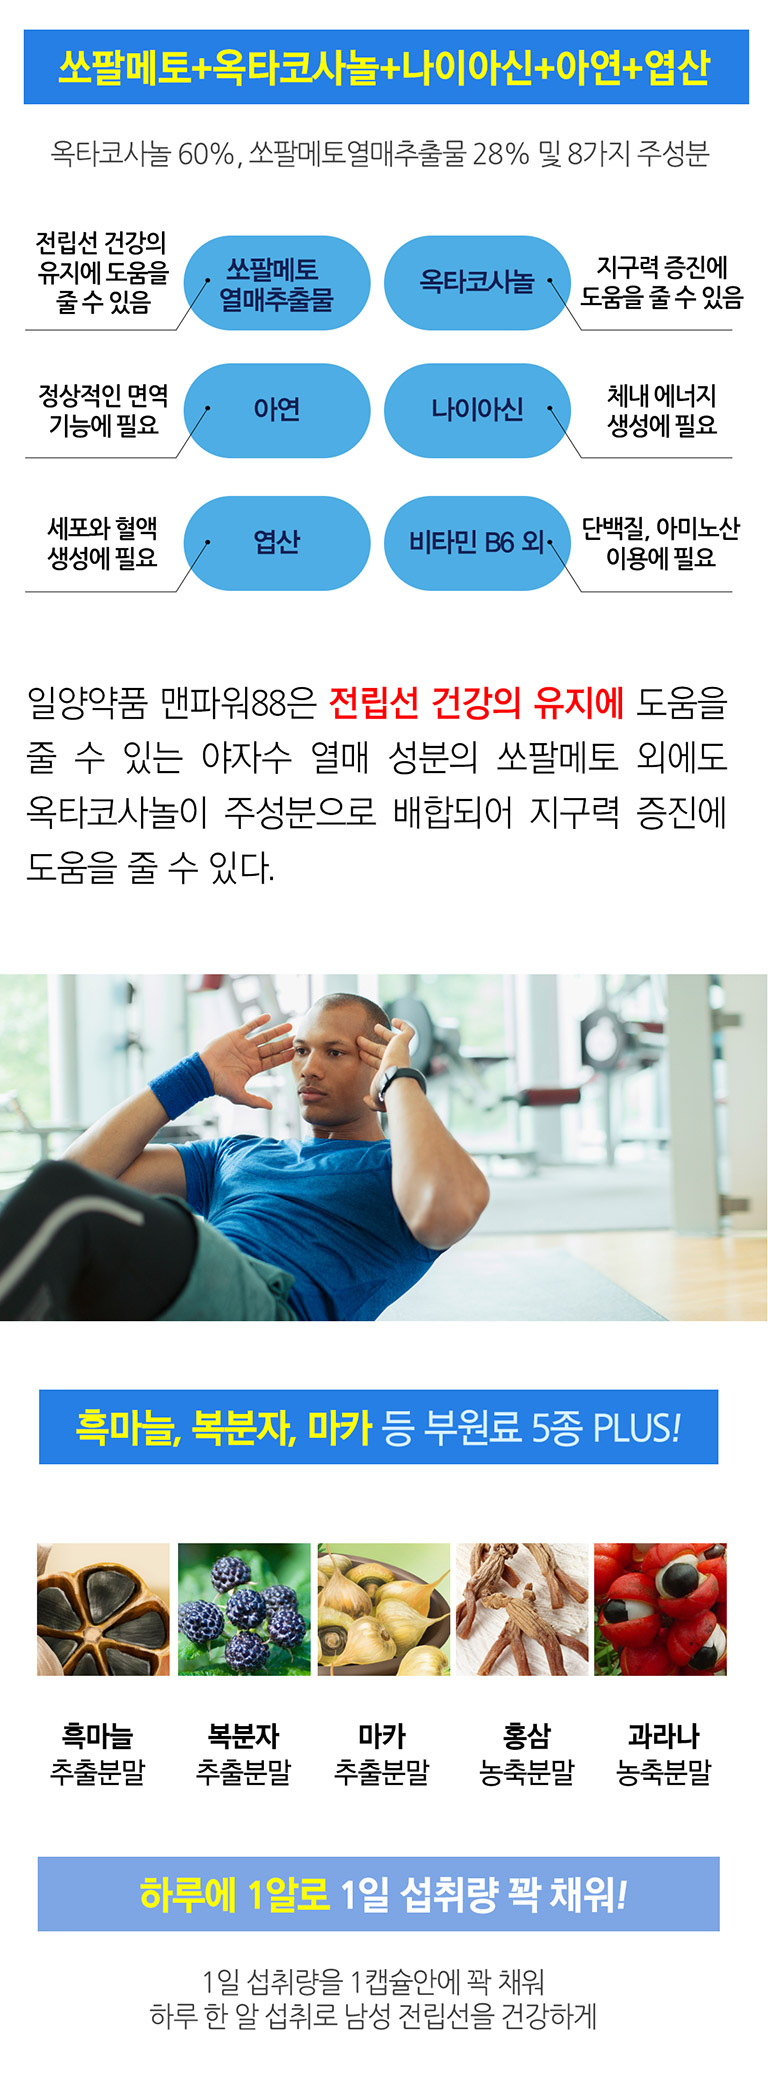 쏘팔메토+옥타코사놀+나이아신+아연+엽산
옥타코사놀 60%, 쏘팔메토열매추출물 28% 및 8가지 주성분
전립선 건강의
유지에 도움을
줄 수 있음
쏘팔메토
열매추출물
옥타코사놀
지구력 증진에
도움을 줄 수 있음
정상적인 면역
기능에 필요
아연
나이아신
체내 에너지
생성에 필요
세포와 혈액
생성에 필요
엽산
비타민 B6 외
단백질, 아미노산
이용에 필요
일양약품 맨파워88은 전립선 건강의 유지에 도움을
줄 수 있는 야자수 열매 성분의 쏘팔메토 외에도
옥타코사놀이 주성분으로 배합되어 지구력 증진에
도움을 줄 수 있다.
흑마늘, 복분자, 마카 등 부원료 5종 PLUS!
흑마늘
추출분말
복분자
추출분말
마카
추출분말
홍삼
농축분말
과라나
농축분말
하루에 1알로 1일 섭취량 꽉 채워!
1일 섭취량을 1캡슐안에 꽉 채워
하루 한 알 섭취로 남성 전립선을 건강하게